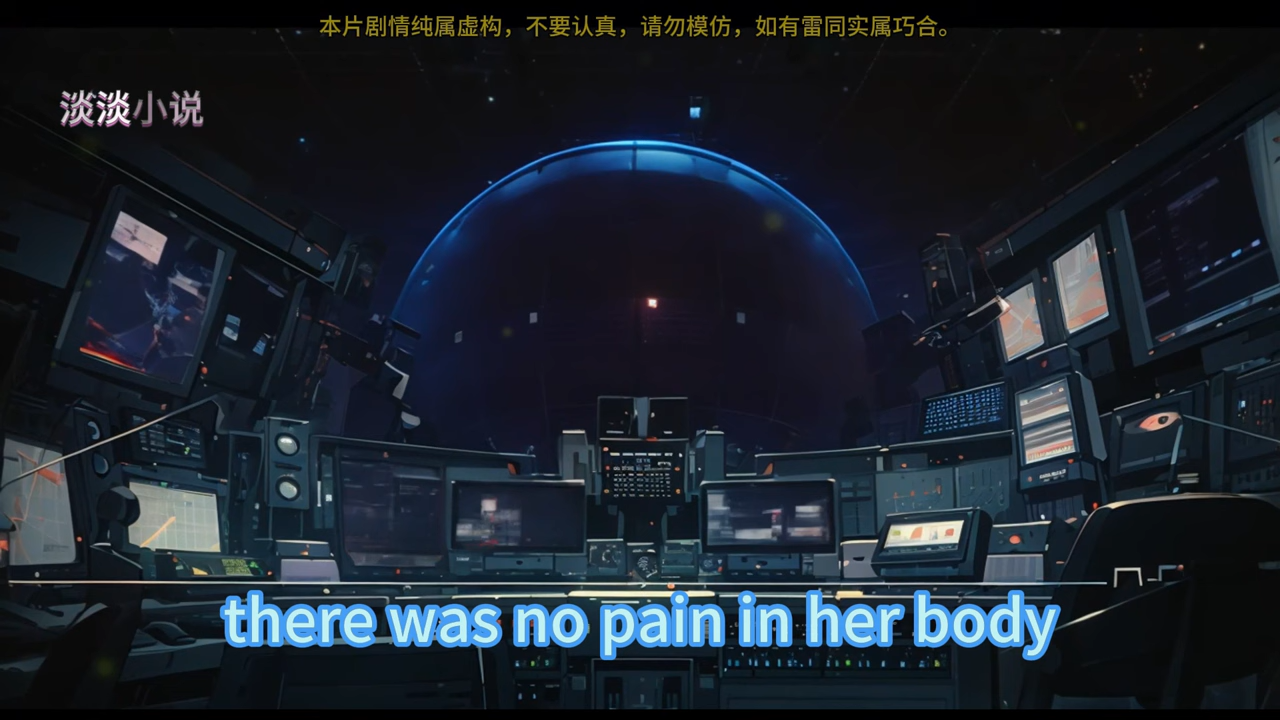 本片剧情纯属虚构，不要认真，请勿模仿，如有雷同实属巧合。
淡淡小说
there was no pain in her body